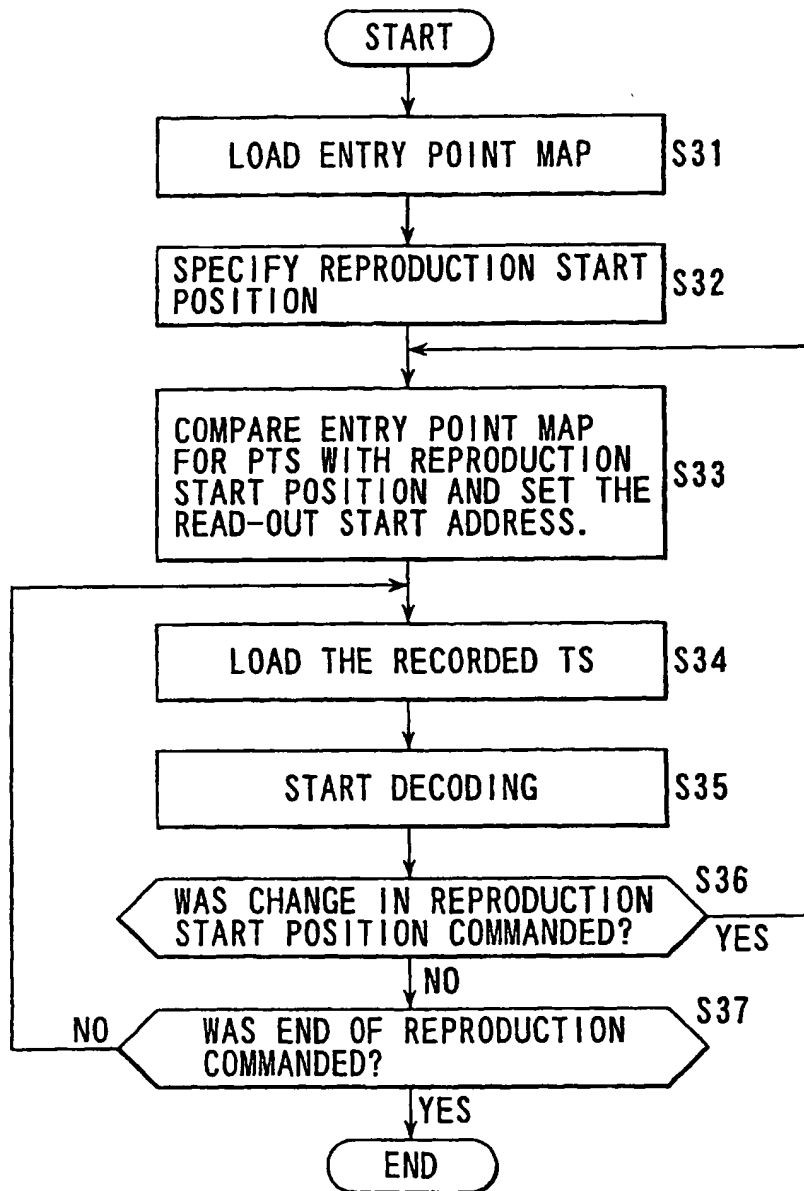 START
LOAD ENTRY POINT MAP
S31
SPECIFY REPRODUCTION START
POSITION
S32
COMPARE ENTRY POINT MAP
FOR PTS WITH REPRODUCTION
START POSITION AND SET THE
READ-OUT START ADDRESS.
S33
LOAD THE RECORDED TS
S34
START DECODING
S35
WAS CHANGE IN REPRODUCTION
START POSITION COMMANDED?
S36
YES
NO
WAS END OF REPRODUCTION
COMMANDED?
S37
NO
YES
END